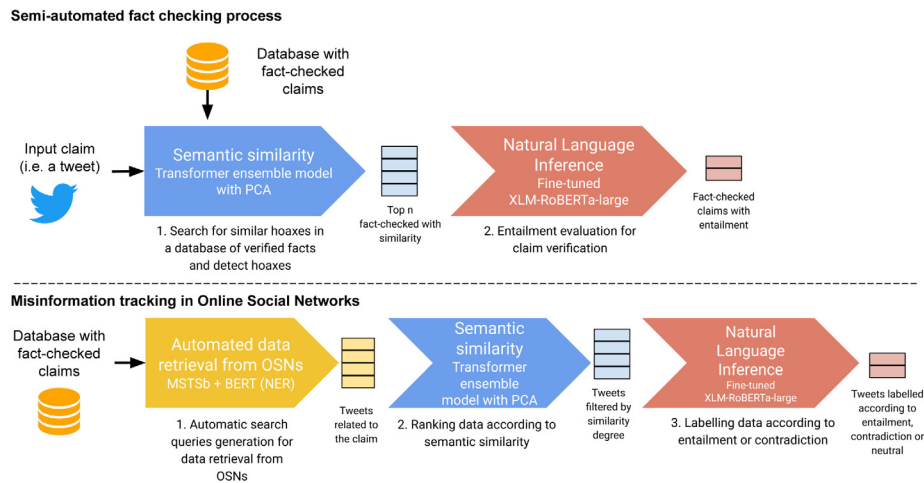 Semi-automated fact checking process
Database with
fact-checked
claims
Input claim
(i.e. a tweet)
Semantic similarity
Transformer ensemble model
with PCA
Top n
fact-checked with
similarity
Natural Language
Inference
Fine-tuned
XLM-RoBERTa-large
Fact-checked
claims with
entailment
1. Search for similar hoaxes in
a database of verified facts
and detect hoaxes
2. Entailment evaluation for
claim verification
Misinformation tracking in Online Social Networks
Database with
fact-checked
claims
Automated data
retrieval from OSNs
MSTSb + BERT (NER)
Tweets
related to
the claim
Semantic
similarity
Transformer
ensemble
model with PCA
Tweets
filtered by
similarity
degree
Natural
Language
Inference
Fine-tuned
XLM-RoBERTa-large
Tweets labelled
according to
entailment,
contradiction or
neutral
1. Automatic search
queries generation for
data retrieval from
OSNs
2. Ranking data according to
semantic similarity
3. Labelling data according to
entailment or contradiction